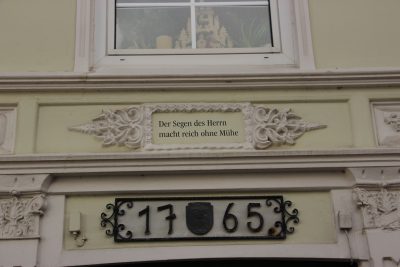 Der Segen des Herrn
macht reich ohne Mühe
17 65